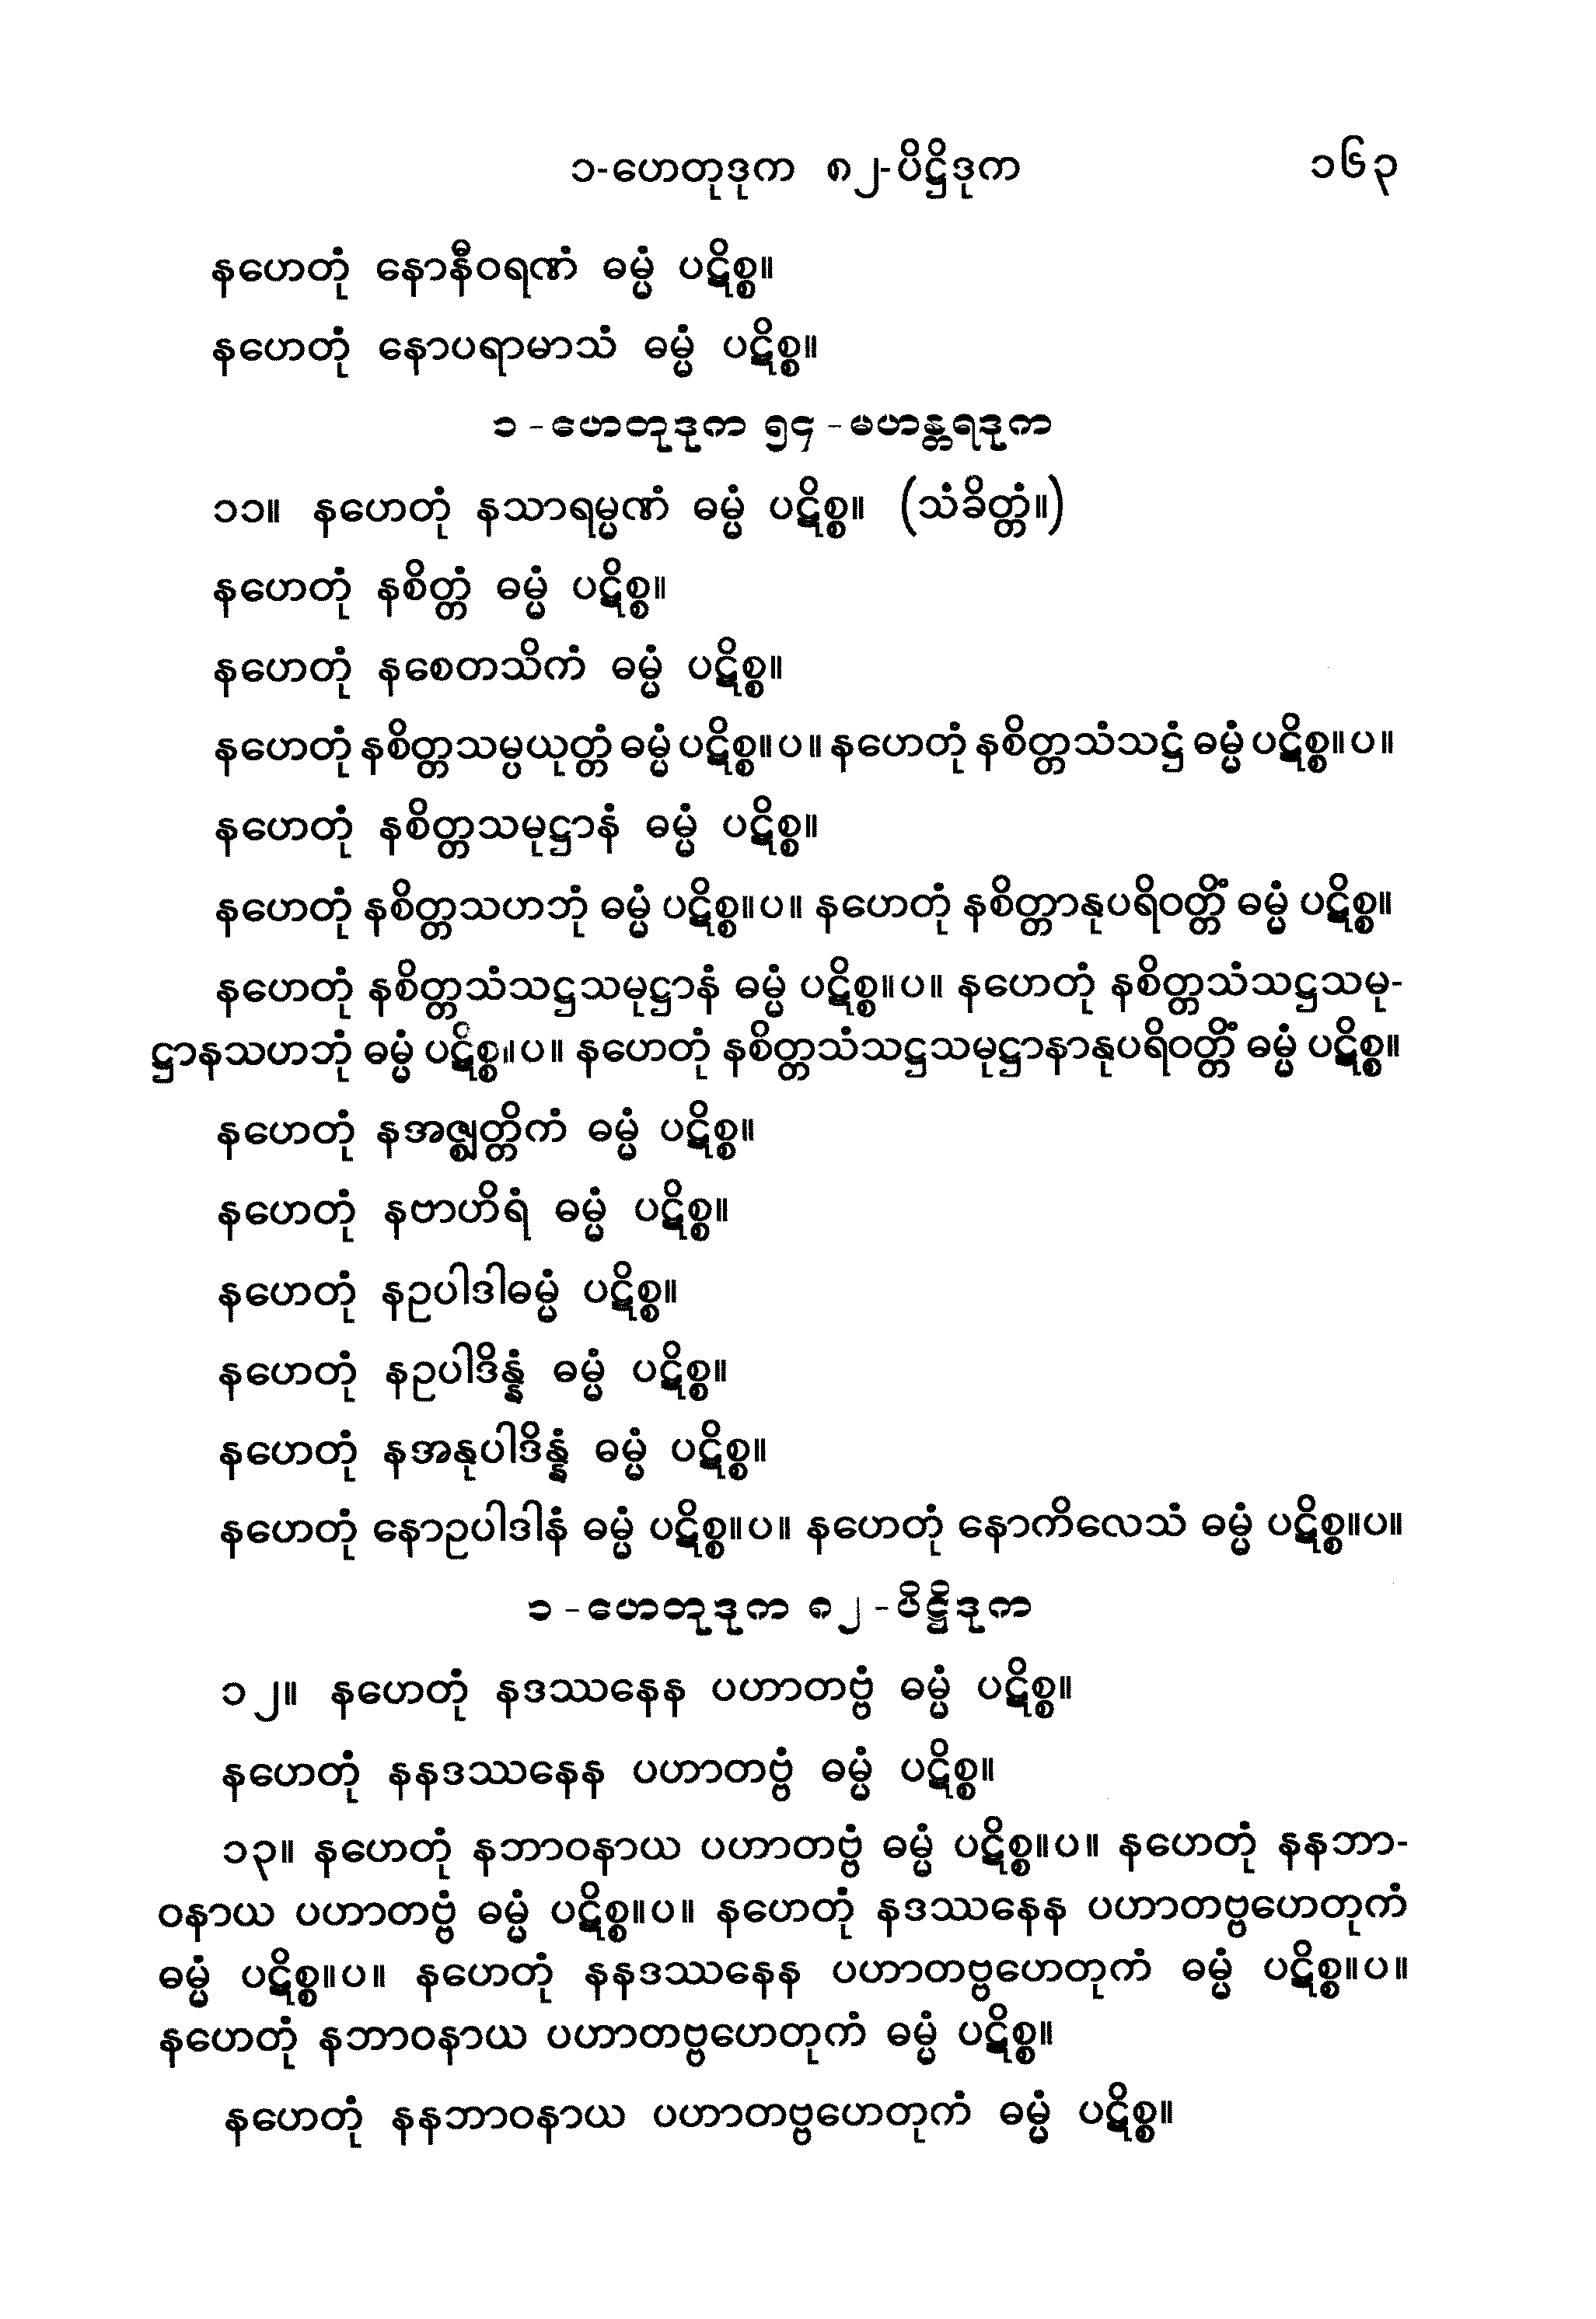 ၁-ဟေတုဒုက ၈၂-ပိဋ္ဌိဒုက ၁၆၃
နဟေတုံ နောနီဝရဏံ ဓမ္မံ ပဋိစ္စ။
နဟေတုံ နောပရာမာသံ ဓမ္မံ ပဋိစ္စ။
၁-ဟေတုဒုက ၅၄-မဟန္တရဒုက
၁၁။ နဟေတုံ နသာရမ္မဏံ ဓမ္မံ ပဋိစ္စ။ (သံခိတ္တံ။)
နဟေတုံ နစိတ္တံ ဓမ္မံ ပဋိစ္စ။
နဟေတုံ နစေတသိကံ ဓမ္မံ ပဋိစ္စ။
နဟေတုံ နစိတ္တသမ္ပယုတ္တံ ဓမ္မံ ပဋိစ္စ။ပ။ နဟေတုံ နစိတ္တသံသဋ္ဌံ ဓမ္မံ ပဋိစ္စ။ပ။
နဟေတုံ နစိတ္တသမုဋ္ဌာနံ ဓမ္မံ ပဋိစ္စ။
နဟေတုံ နစိတ္တသဟဘုံ ဓမ္မံ ပဋိစ္စ။ပ။ နဟေတုံ နစိတ္တာနုပရိဝတ္တိံ ဓမ္မံ ပဋိစ္စ။
နဟေတုံ နစိတ္တသံသဋ္ဌသမုဋ္ဌာနံ ဓမ္မံ ပဋိစ္စ။ပ။ နဟေတုံ နစိတ္တသံသဋ္ဌသမု-
ဋ္ဌာနသဟဘုံ ဓမ္မံ ပဋိစ္စ။ပ။ နဟေတုံ နစိတ္တသံသဋ္ဌသမုဋ္ဌာနာနုပရိဝတ္တိံ ဓမ္မံ ပဋိစ္စ။
နဟေတုံ နအဇ္ဈတ္တိကံ ဓမ္မံ ပဋိစ္စ။
နဟေတုံ နဗာဟိရံ ဓမ္မံ ပဋိစ္စ။
နဟေတုံ နဥပါဒါဓမ္မံ ပဋိစ္စ။
နဟေတုံ နဥပါဒိန္နံ ဓမ္မံ ပဋိစ္စ။
နဟေတုံ နအနုပါဒိန္နံ ဓမ္မံ ပဋိစ္စ။
နဟေတုံ နောဥပါဒါနံ ဓမ္မံ ပဋိစ္စ။ပ။ နဟေတုံ နောကိလေသံ ဓမ္မံ ပဋိစ္စ။ပ။
၁-ဟေတုဒုက ၈၂-ပိဋ္ဌိဒုက
၁၂။ နဟေတုံ နဒဿနေန ပဟာတဗ္ဗံ ဓမ္မံ ပဋိစ္စ။
နဟေတုံ နနဒဿနေန ပဟာတဗ္ဗံ ဓမ္မံ ပဋိစ္စ။
၁၃။ နဟေတုံ နဘာဝနာယ ပဟာတဗ္ဗံ ဓမ္မံ ပဋိစ္စ။ပ။ နဟေတုံ နနဘာ-
ဝနာယ ပဟာတဗ္ဗံ ဓမ္မံ ပဋိစ္စ။ပ။ နဟေတုံ နဒဿနေန ပဟာတဗ္ဗဟေတုကံ
ဓမ္မံ ပဋိစ္စ။ပ။ နဟေတုံ နနဒဿနေန ပဟာတဗ္ဗဟေတုကံ ဓမ္မံ ပဋိစ္စ။ပ။
နဟေတုံ နဘာဝနာယ ပဟာတဗ္ဗဟေတုကံ ဓမ္မံ ပဋိစ္စ။
နဟေတုံ နနဘာဝနာယ ပဟာတဗ္ဗဟေတုကံ ဓမ္မံ ပဋိစ္စ။